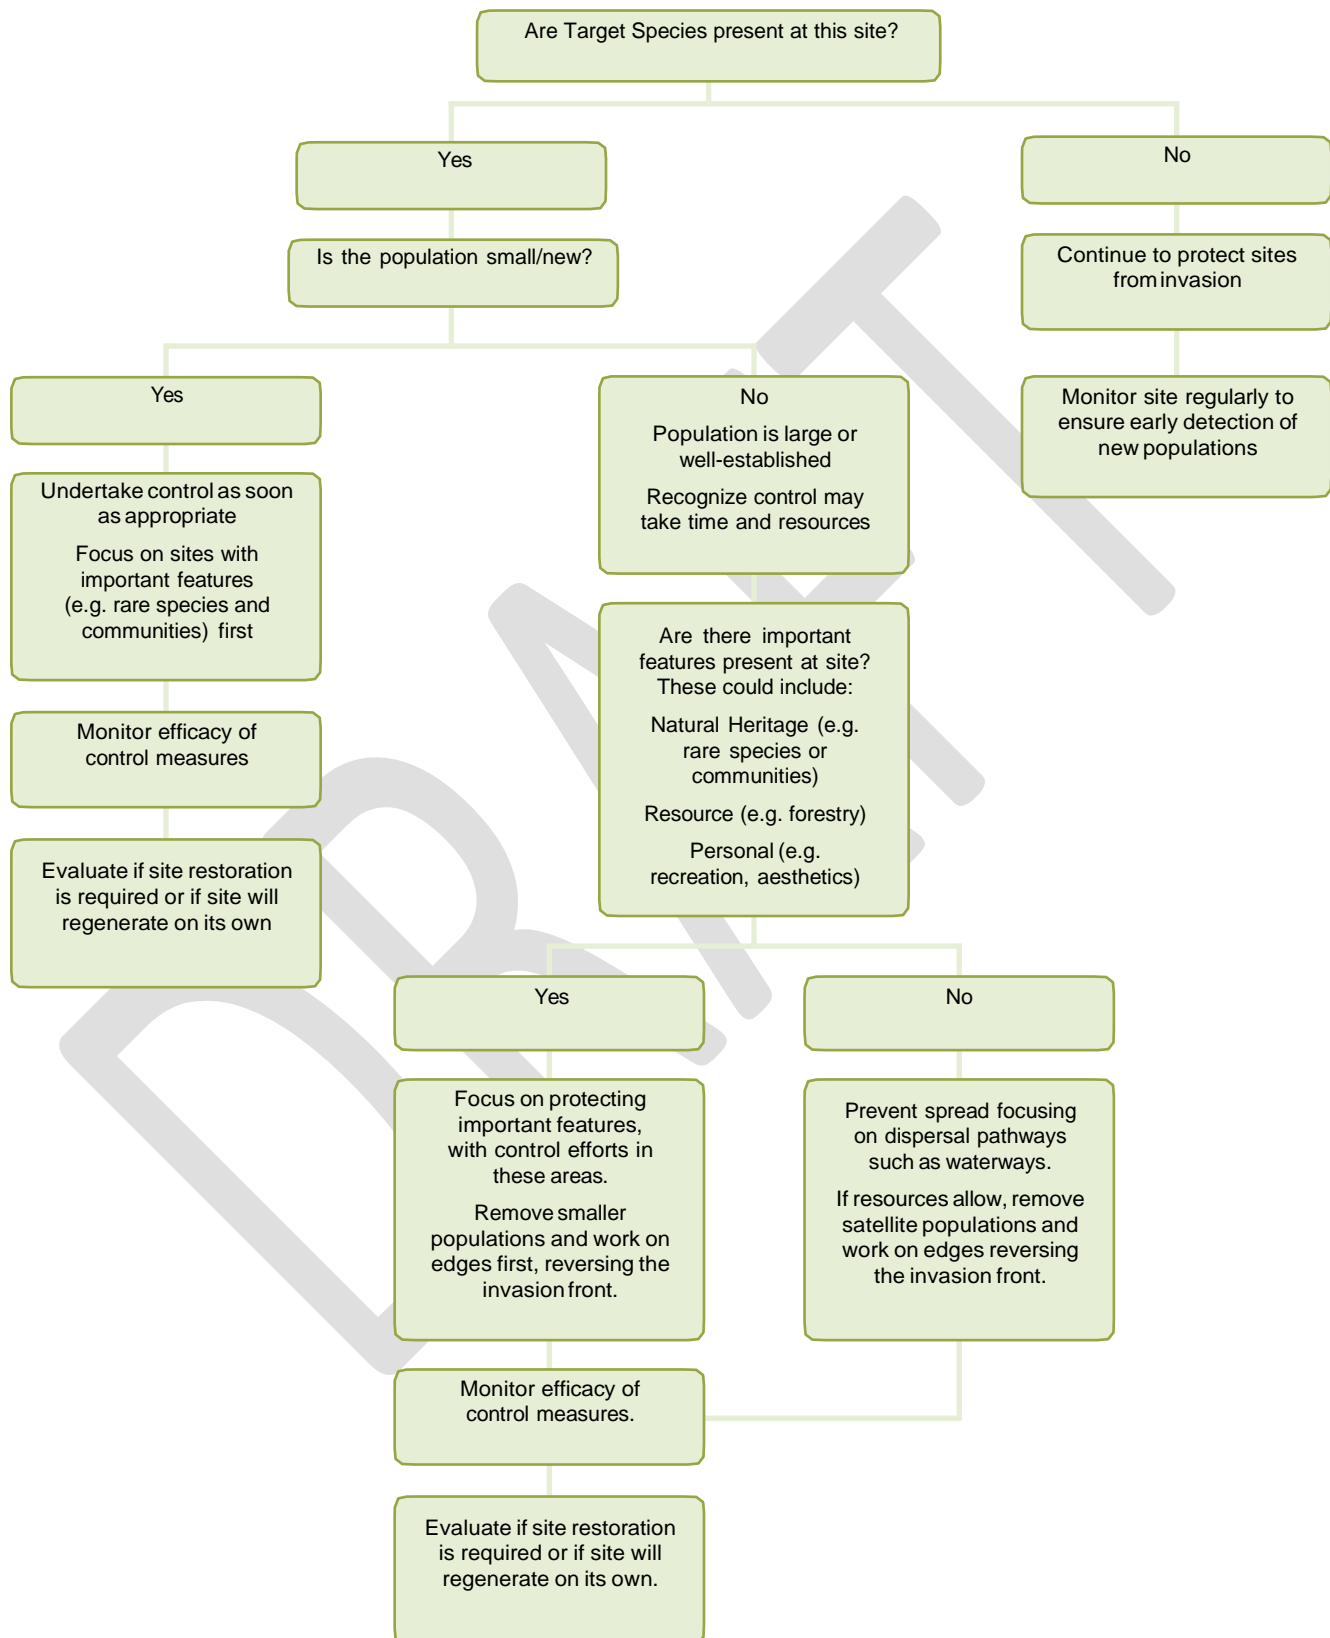 Are Target Species present at this site?
Yes
No
Is the population small/new?
Continue to protect sites
from invasion
Yes
No
Population is large or
well-established
Recognize control may
take time and resources
Monitor site regularly to
ensure early detection of
new populations
Undertake control as soon
as appropriate
Focus on sites with
important features
(e.g. rare species and
communities) first
Are there important
features present at site?
These could include:
Natural Heritage (e.g.
rare species or
communities)
Resource (e.g. forestry)
Personal (e.g.
recreation, aesthetics)
Monitor efficacy of
control measures
Evaluate if site restoration
is required or if site will
regenerate on its own
Yes
No
Focus on protecting
important features,
with control efforts in
these areas.
Remove smaller
populations and work on
edges first, reversing the
invasion front.
Prevent spread focusing
on dispersal pathways
such as waterways.
If resources allow, remove
satellite populations and
work on edges reversing
the invasion front.
Monitor efficacy of
control measures.
Evaluate if site restoration
is required or if site will
regenerate on its own.
DRAFT